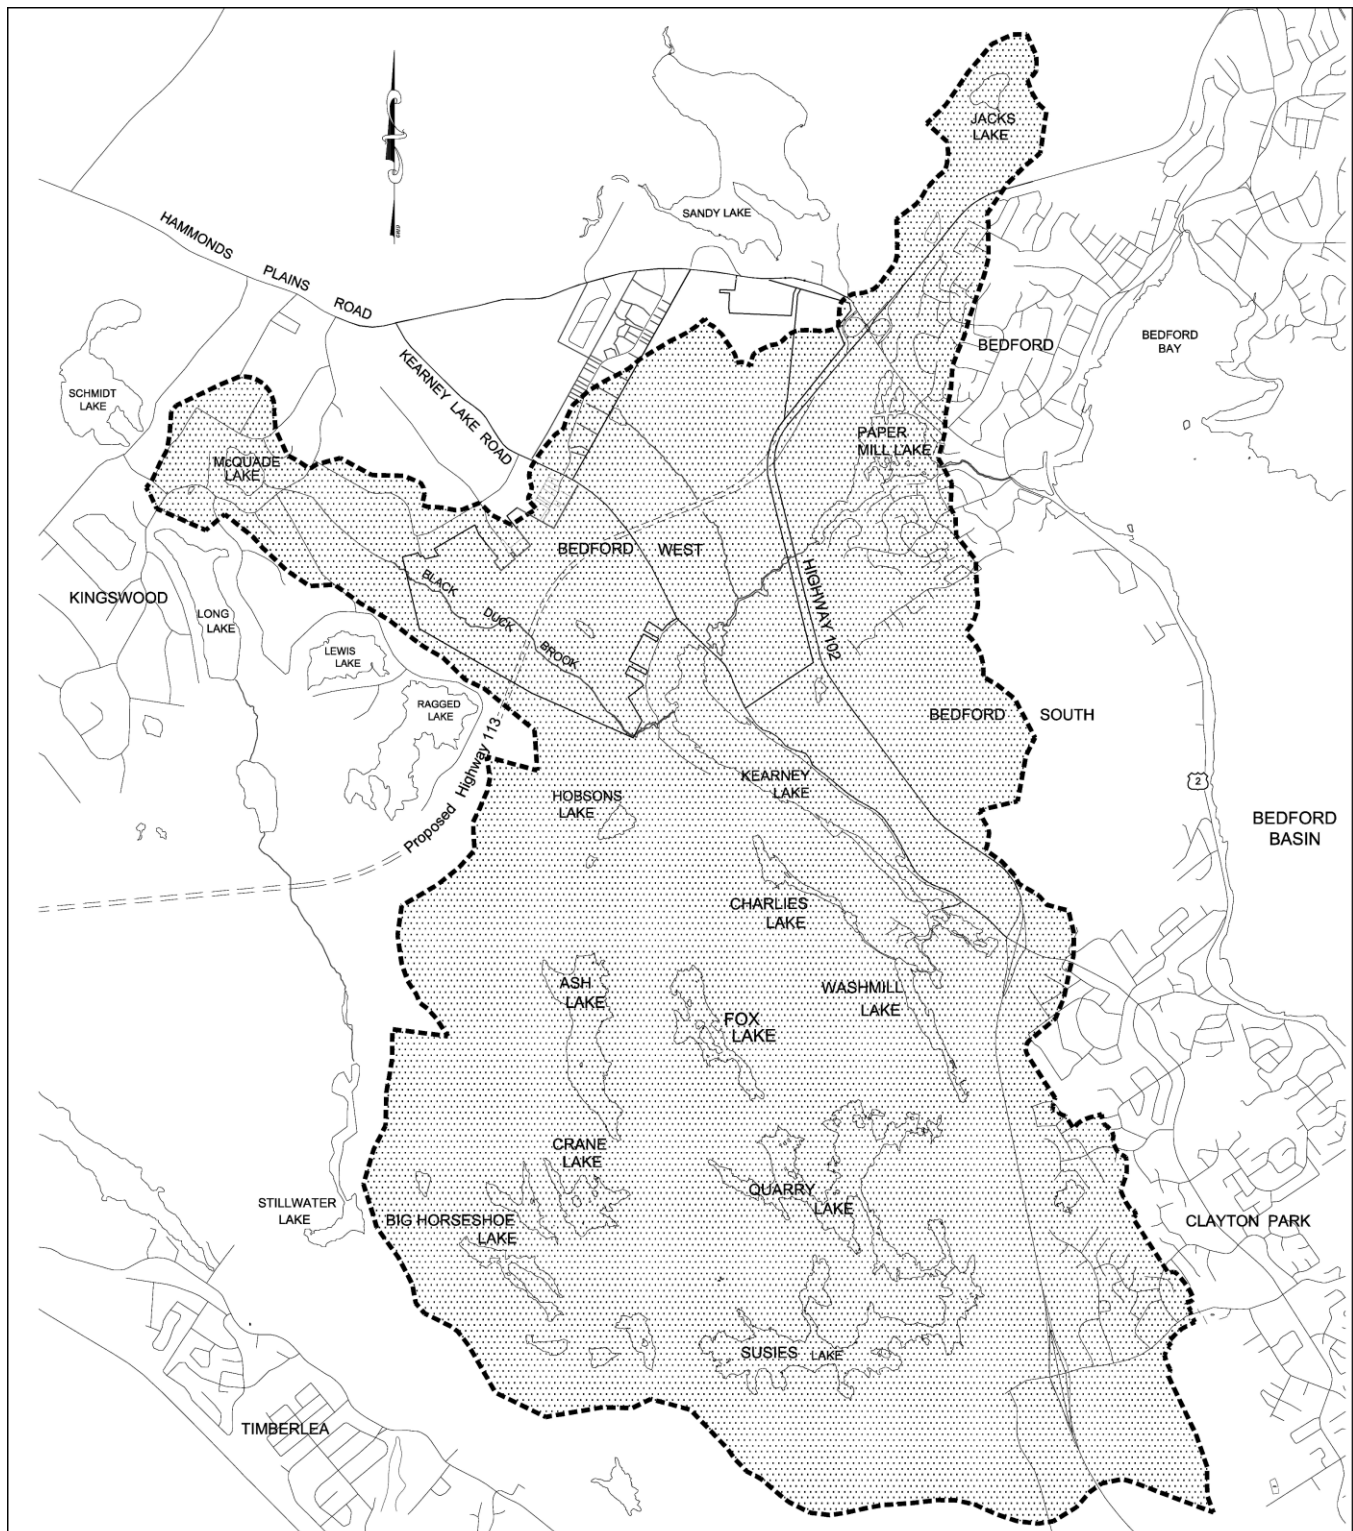 JACKS
LAKE
SANDY LAKE
HAMMONDS PLAINS ROAD
BEDFORD
BEDFORD
BAY
KEARNEY LAKE ROAD
SCHMIDT
LAKE
PAPER
MILL LAKE
McQUADE
LAKE
BEDFORD WEST
KINGSWOOD
BLACK DUCK BROOK
HIGHWAY 102
LONG
LAKE
LEWIS
LAKE
RAGGED
LAKE
BEDFORD SOUTH
Proposed Highway 113
KEARNEY
LAKE
2
HOBSONS
LAKE
BEDFORD
BASIN
CHARLIES
LAKE
ASH
LAKE
WASHMILL
LAKE
FOX
LAKE
CRANE
LAKE
QUARRY
LAKE
STILLWATER
LAKE
BIG HORSESHOE
LAKE
CLAYTON PARK
SUSIES LAKE
TIMBERLEA